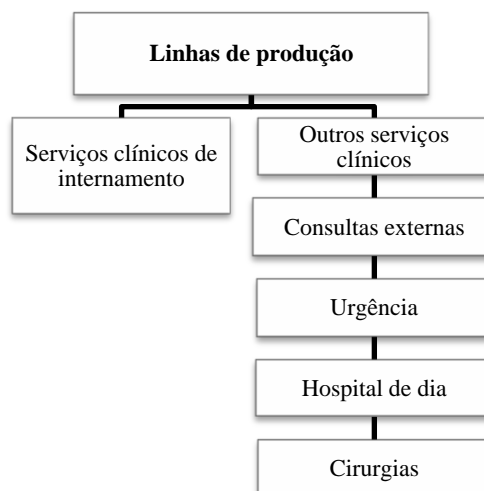 Linhas de produção
Serviços clínicos de
internamento
Outros serviços
clínicos
Consultas externas
Urgência
Hospital de dia
Cirurgias